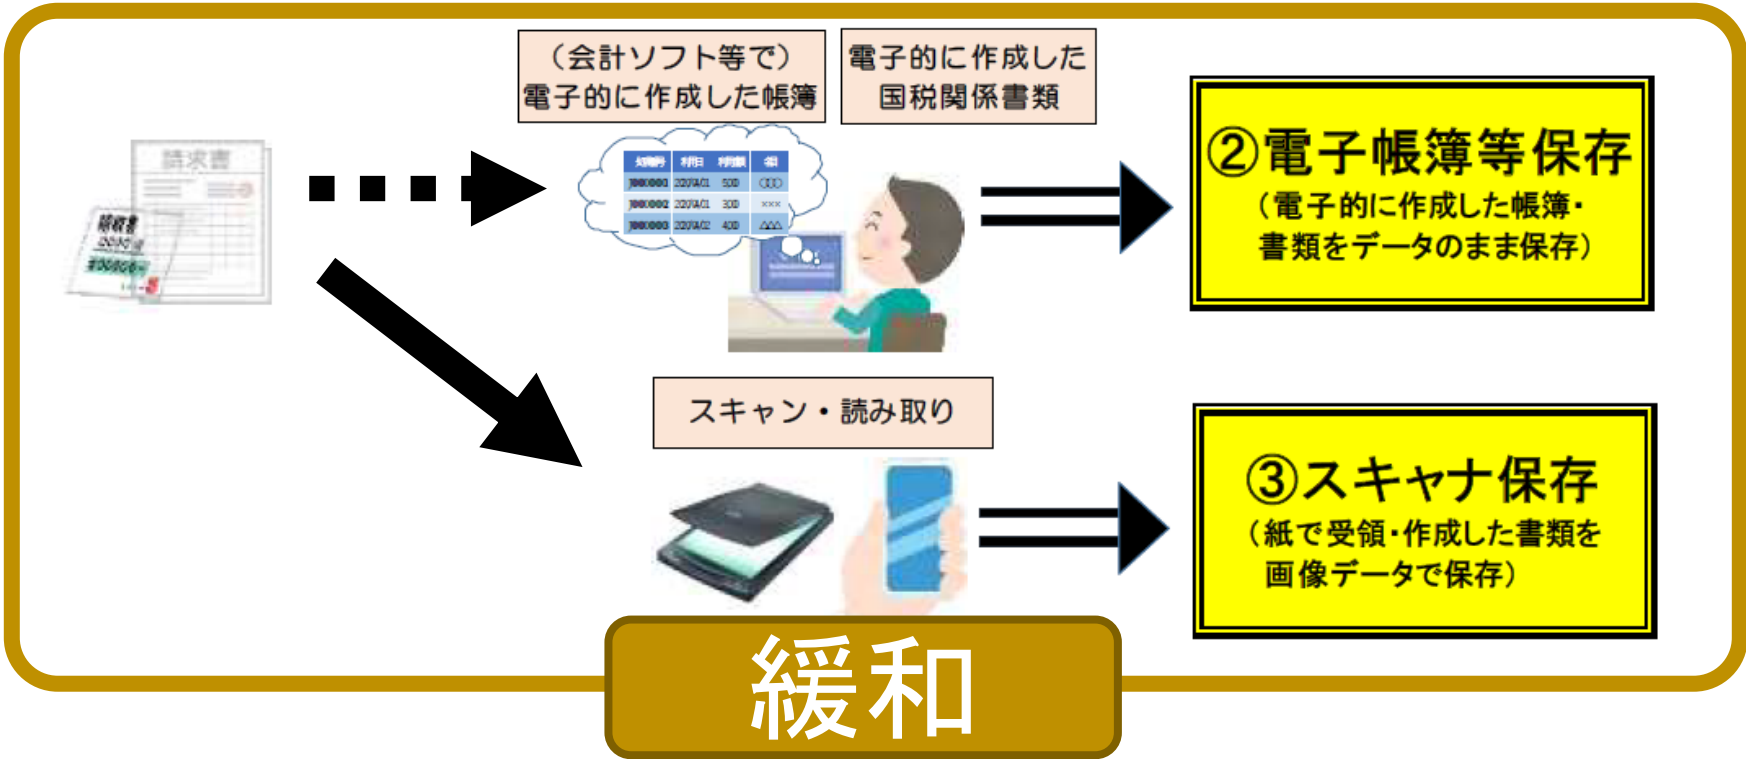 （会計ソフト等で）
電子的に作成した帳簿
電子的に作成した
国税関係書類
②電子帳簿等保存
（電子的に作成した帳簿・
書類をデータのまま保存）
請求書
領収書
スキャン・読み取り
③スキャナ保存
（紙で受領・作成した書類を
画像データで保存）
緩和